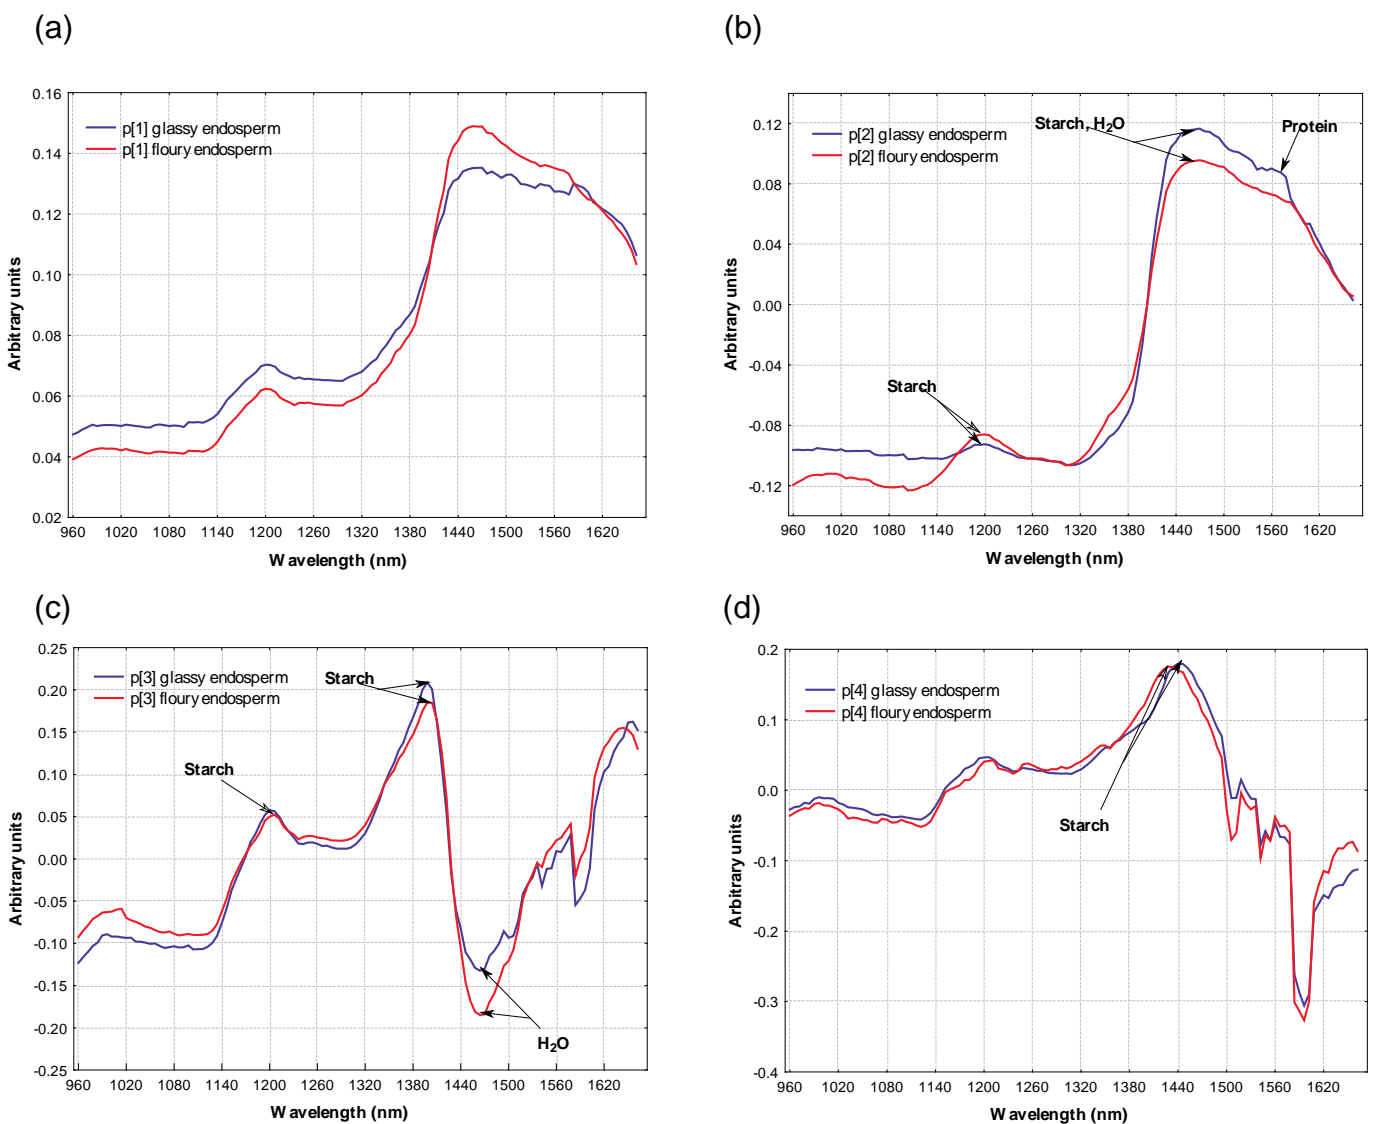 (a)
0.16
0.14
0.12
0.10
0.08
0.06
0.04
0.02
Arbitrary units
p[1] glassy endosperm
p[1] floury endosperm
960 1020 1080 1140 1200 1260 1320 1380 1440 1500 1560 1620
Wavelength (nm)
(b)
0.12
0.08
0.04
0.00
-0.04
-0.08
-0.12
Arbitrary units
p[2] glassy endosperm
p[2] floury endosperm
Starch, H2O
Protein
Starch
960 1020 1080 1140 1200 1260 1320 1380 1440 1500 1560 1620
Wavelength (nm)
(c)
0.25
0.20
0.15
0.10
0.05
0.00
-0.05
-0.10
-0.15
-0.20
-0.25
Arbitrary units
p[3] glassy endosperm
p[3] floury endosperm
Starch
Starch
H2O
960 1020 1080 1140 1200 1260 1320 1380 1440 1500 1560 1620
Wavelength (nm)
(d)
0.2
0.1
0.0
-0.1
-0.2
-0.3
-0.4
Arbitrary units
p[4] glassy endosperm
p[4] floury endosperm
Starch
960 1020 1080 1140 1200 1260 1320 1380 1440 1500 1560 1620
Wavelength (nm)